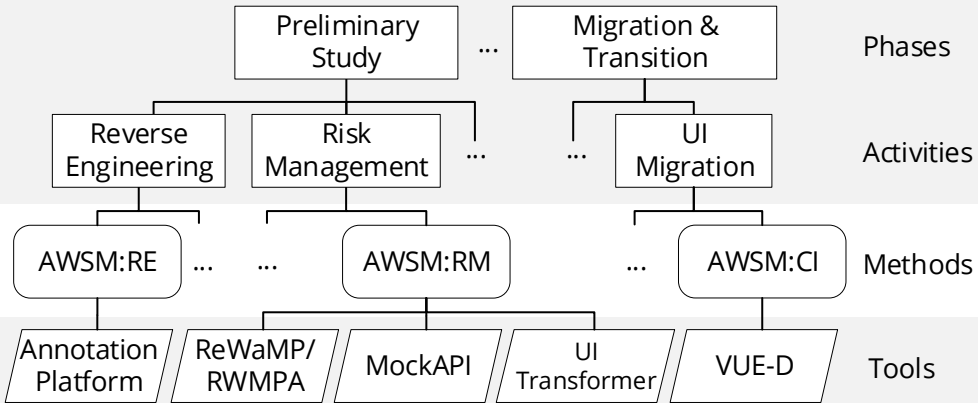 Preliminary
Study
...
Migration &
Transition
Phases
Reverse
Engineering
Risk
Management
...
...
UI
Migration
Activities
AWSM:RE
...
...
AWSM:RM
...
AWSM:CI
Methods
Annotation
Platform
ReWaMP/
RWMPA
MockAPI
UI
Transformer
VUE-D
Tools